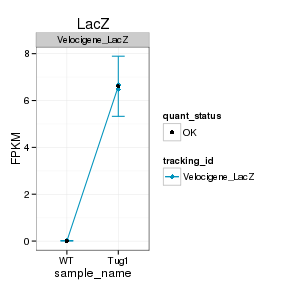 LacZ
Velocigene_LacZ
8
6
4
2
0
FPKM
WT Tug1
sample_name
quant_status
OK
tracking_id
Velocigene_LacZ